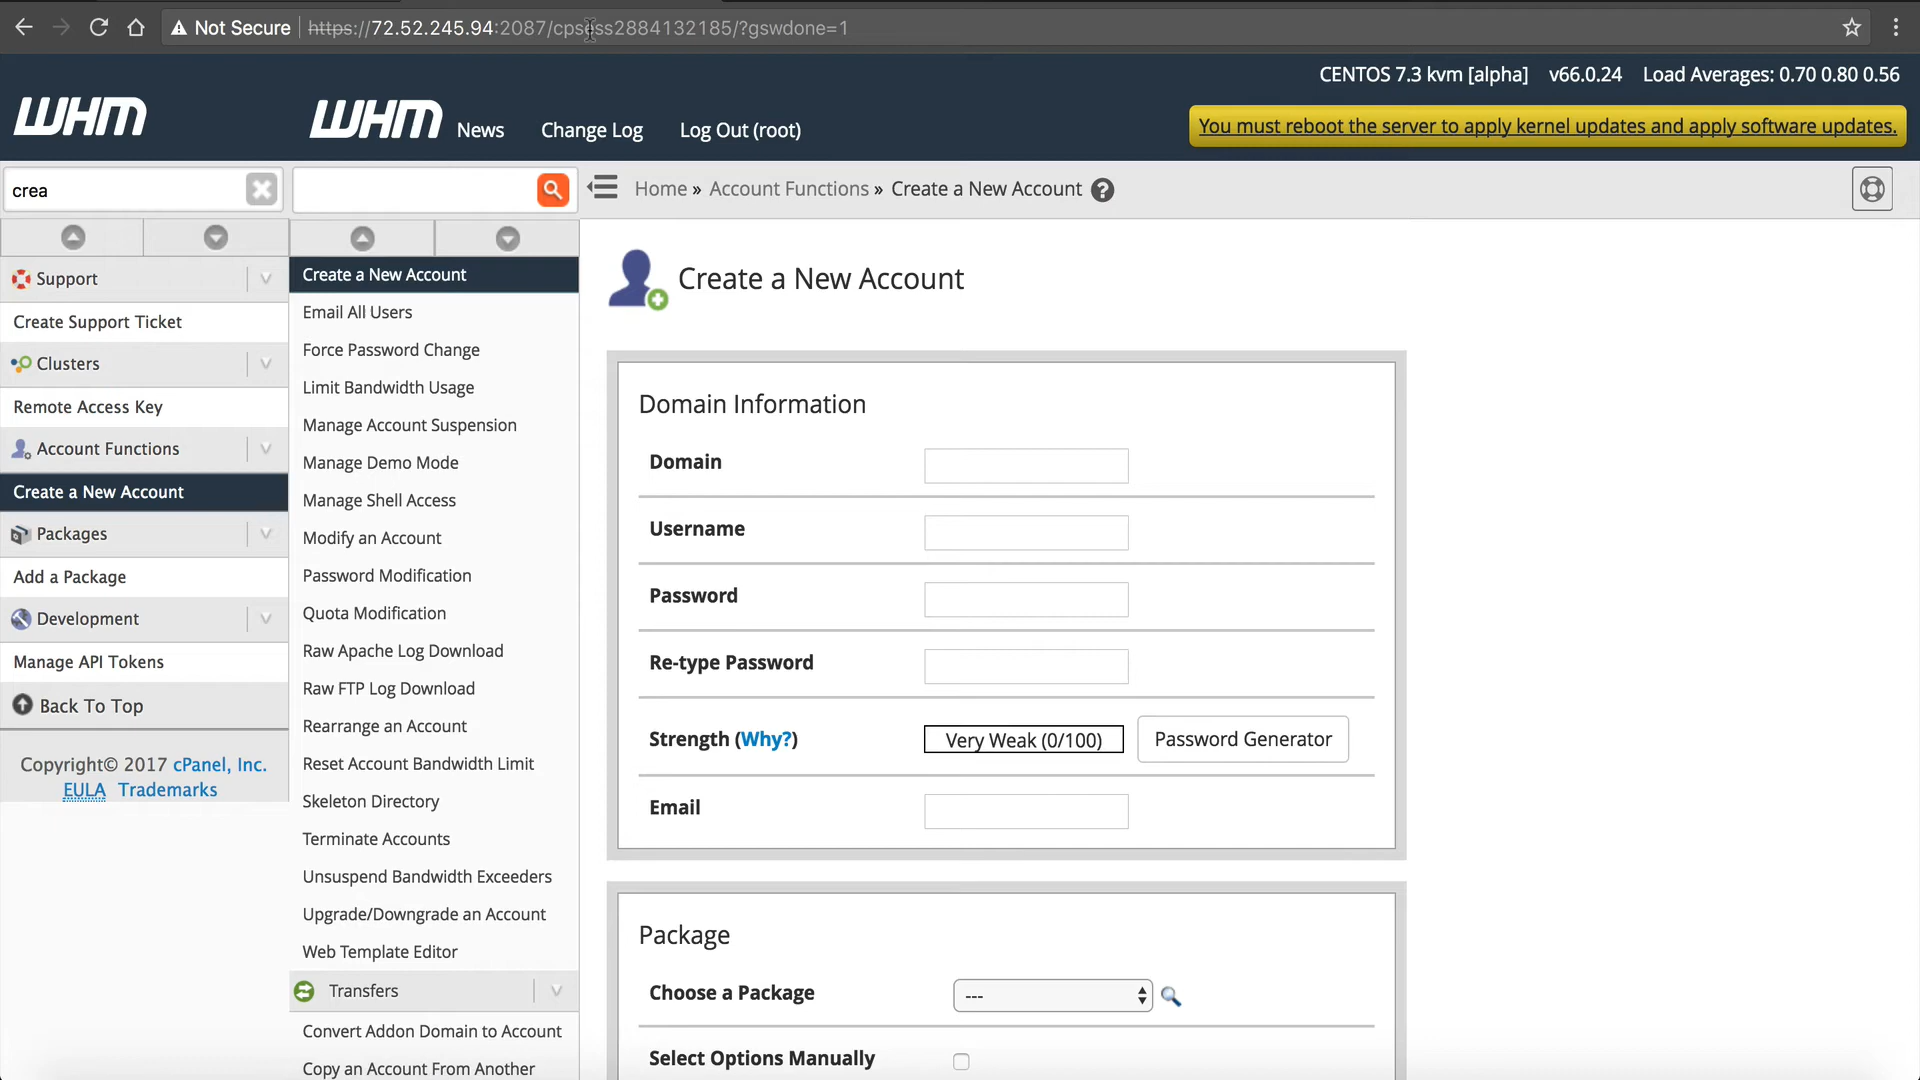 Not Secure https://72.52.245.94:2087/cpsess2884132185/?gswdone=1
CENTOS 7.3 kvm [alpha] v66.0.24 Load Averages: 0.70 0.80 0.56
WHM
WHM News Change Log Log Out (root)
You must reboot the server to apply kernel updates and apply software updates.
crea
Home » Account Functions » Create a New Account
Support
Create Support Ticket
Clusters
Remote Access Key
Account Functions
Create a New Account
Packages
Add a Package
Development
Manage API Tokens
Back To Top
Copyright© 2017 cPanel, Inc.
EULA Trademarks
Create a New Account
Email All Users
Force Password Change
Limit Bandwidth Usage
Manage Account Suspension
Manage Demo Mode
Manage Shell Access
Modify an Account
Password Modification
Quota Modification
Raw Apache Log Download
Raw FTP Log Download
Rearrange an Account
Reset Account Bandwidth Limit
Skeleton Directory
Terminate Accounts
Unsuspend Bandwidth Exceeders
Upgrade/Downgrade an Account
Web Template Editor
Transfers
Convert Addon Domain to Account
Copy an Account From Another
Create a New Account
Domain Information
Domain
Username
Password
Re-type Password
Strength (Why?) Very Weak (0/100) Password Generator
Email
Package
Choose a Package ---
Select Options Manually